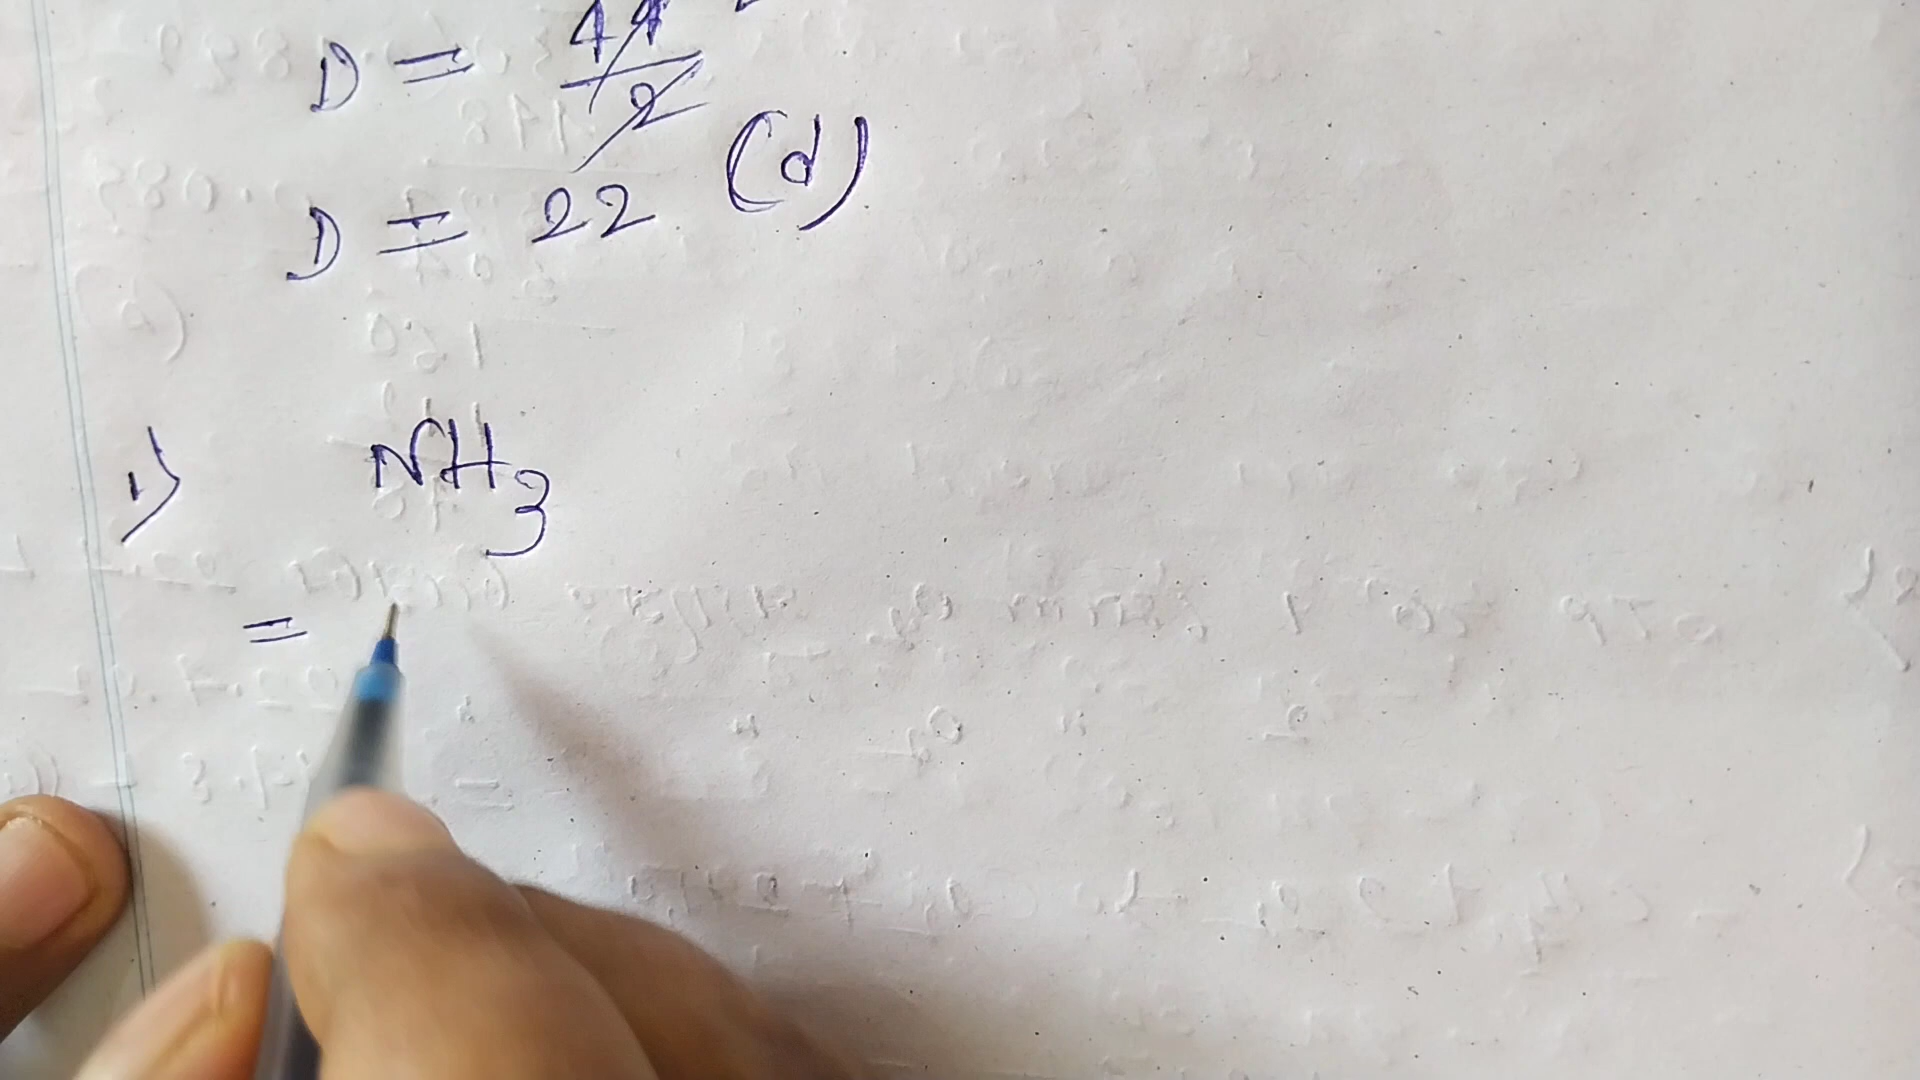 D = 44/2
D = 22 (d)
1) NH3
=